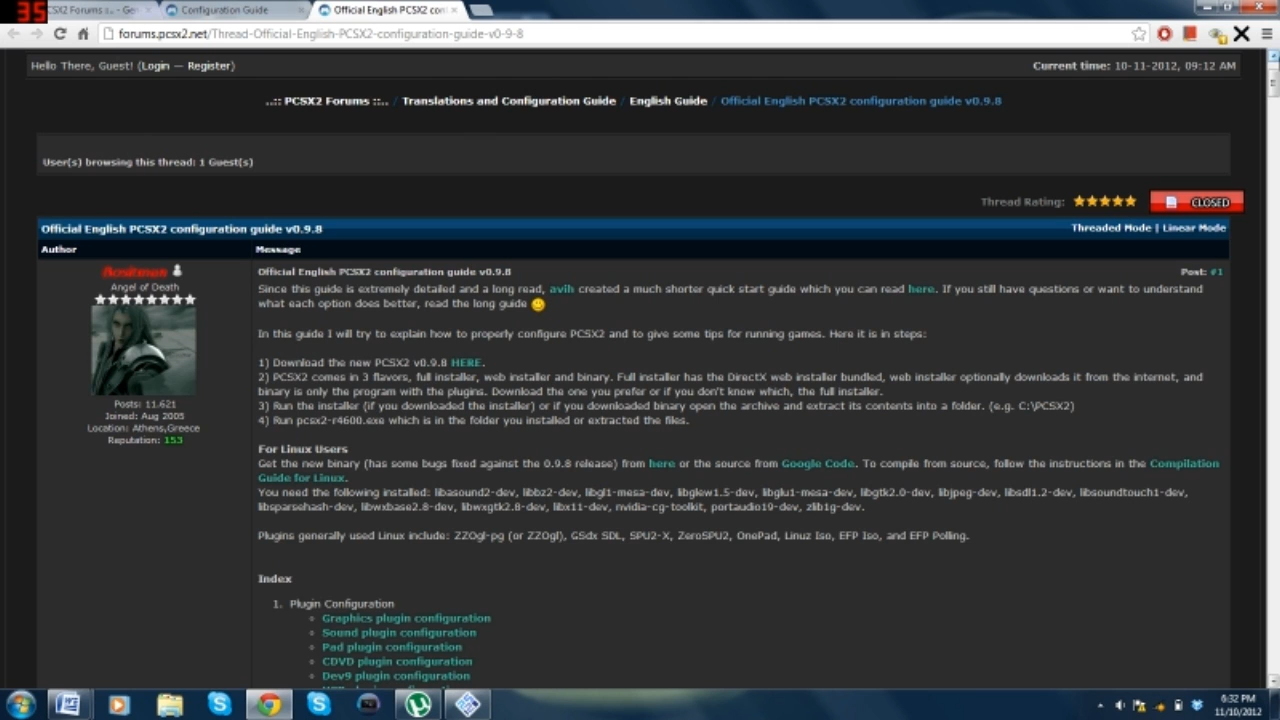 35
CSX2 Forums ::.. - Ge
Configuration Guide
Official English PCSX2 con
forums.pcsx2.net/Thread-Official-English-PCSX2-configuration-guide-v0-9-8
Hello There, Guest! (Login — Register)
Current time: 10-11-2012, 09:12 AM
..:: PCSX2 Forums ::.. / Translations and Configuration Guide / English Guide / Official English PCSX2 configuration guide v0.9.8
User(s) browsing this thread: 1 Guest(s)
Thread Rating:
CLOSED
Official English PCSX2 configuration guide v0.9.8
Threaded Mode | Linear Mode
Author
Message
Angel of Death
Posts: 11.621
Joined: Aug 2005
Location: Athens,Greece
Reputation: 153
Official English PCSX2 configuration guide v0.9.8
Post: #1
Since this guide is extremely detailed and a long read, avih created a much shorter quick start guide which you can read here. If you still have questions or want to understand
what each option does better, read the long guide
In this guide I will try to explain how to properly configure PCSX2 and to give some tips for running games. Here it is in steps:
1) Download the new PCSX2 v0.9.8 HERE.
2) PCSX2 comes in 3 flavors, full installer, web installer and binary. Full installer has the DirectX web installer bundled, web installer optionally downloads it from the internet, and
binary is only the program with the plugins. Download the one you prefer or if you don't know which, the full installer.
3) Run the installer (if you downloaded the installer) or if you downloaded binary open the archive and extract its contents into a folder. (e.g. C:\PCSX2)
4) Run pcsx2-r4600.exe which is in the folder you installed or extracted the files.
For Linux Users
Get the new binary (has some bugs fixed against the 0.9.8 release) from here or the source from Google Code. To compile from source, follow the instructions in the Compilation
Guide for Linux.
You need the following installed: libasound2-dev, libbz2-dev, libgl1-mesa-dev, libglew1.5-dev, libglu1-mesa-dev, libgtk2.0-dev, libjpeg-dev, libsdl1.2-dev, libsoundtouch1-dev,
libsparsehash-dev, libwxbase2.8-dev, libwxgtk2.8-dev, libx11-dev, nvidia-cg-toolkit, portaudio19-dev, zlib1g-dev.
Plugins generally used Linux include: ZZOgl-pg (or ZZOgl), GSdx SDL, SPU2-X, ZeroSPU2, OnePad, Linuz Iso, EFP Iso, and EFP Polling.
Index
1. Plugin Configuration
Graphics plugin configuration
Sound plugin configuration
Pad plugin configuration
CDVD plugin configuration
Dev9 plugin configuration
6:32 PM
11/10/2012